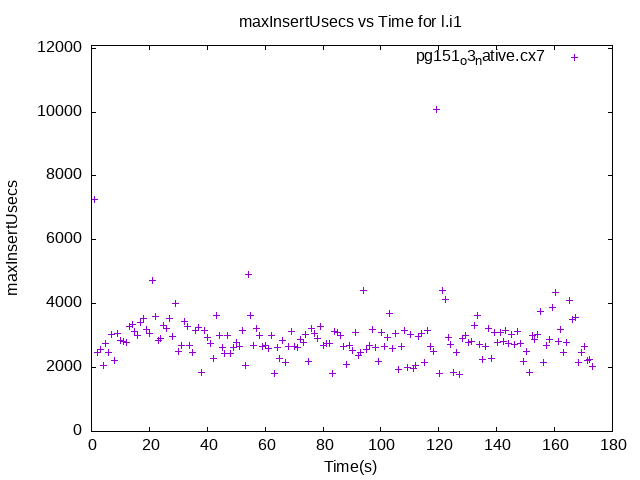 maxInsertUsecs vs Time for l.i1
pg151o3native.cx7
12000
10000
8000
6000
4000
2000
0
maxInsertUsecs
0 20 40 60 80 100 120 140 160 180
Time(s)